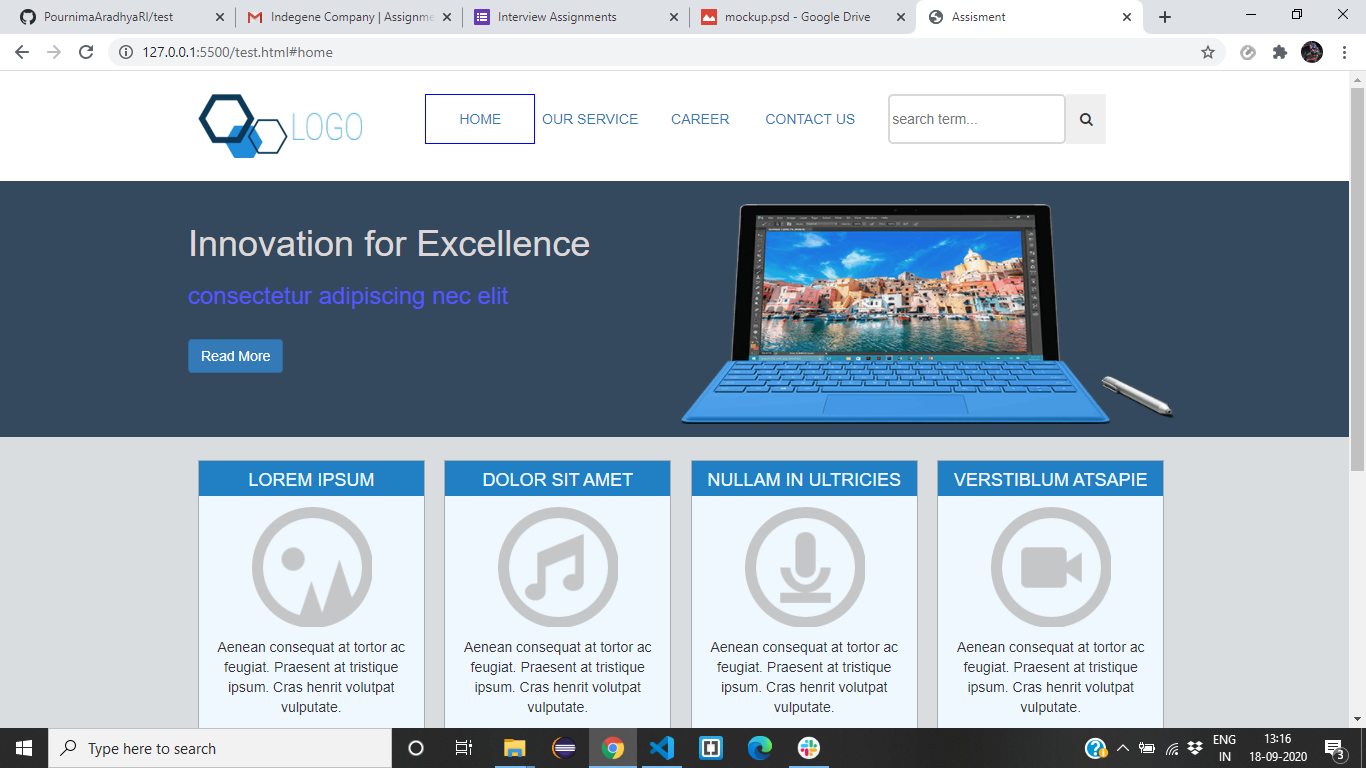 PournimaAradhyaRl/test
Indegene Company | Assignme
Interview Assignments
mockup.psd - Google Drive
Assisment
127.0.0.1:5500/test.html#home
LOGO
HOME
OUR SERVICE
CAREER
CONTACT US
search term...
Innovation for Excellence
consectetur adipiscing nec elit
Read More
LOREM IPSUM
Aenean consequat at tortor ac
feugiat. Praesent at tristique
ipsum. Cras henrit volutpat
vulputate.
DOLOR SIT AMET
Aenean consequat at tortor ac
feugiat. Praesent at tristique
ipsum. Cras henrit volutpat
vulputate.
NULLAM IN ULTRICIES
Aenean consequat at tortor ac
feugiat. Praesent at tristique
ipsum. Cras henrit volutpat
vulputate.
VERSTIBLUM ATSAPIE
Aenean consequat at tortor ac
feugiat. Praesent at tristique
ipsum. Cras henrit volutpat
vulputate.
Type here to search
ENG
IN
13:16
18-09-2020
3